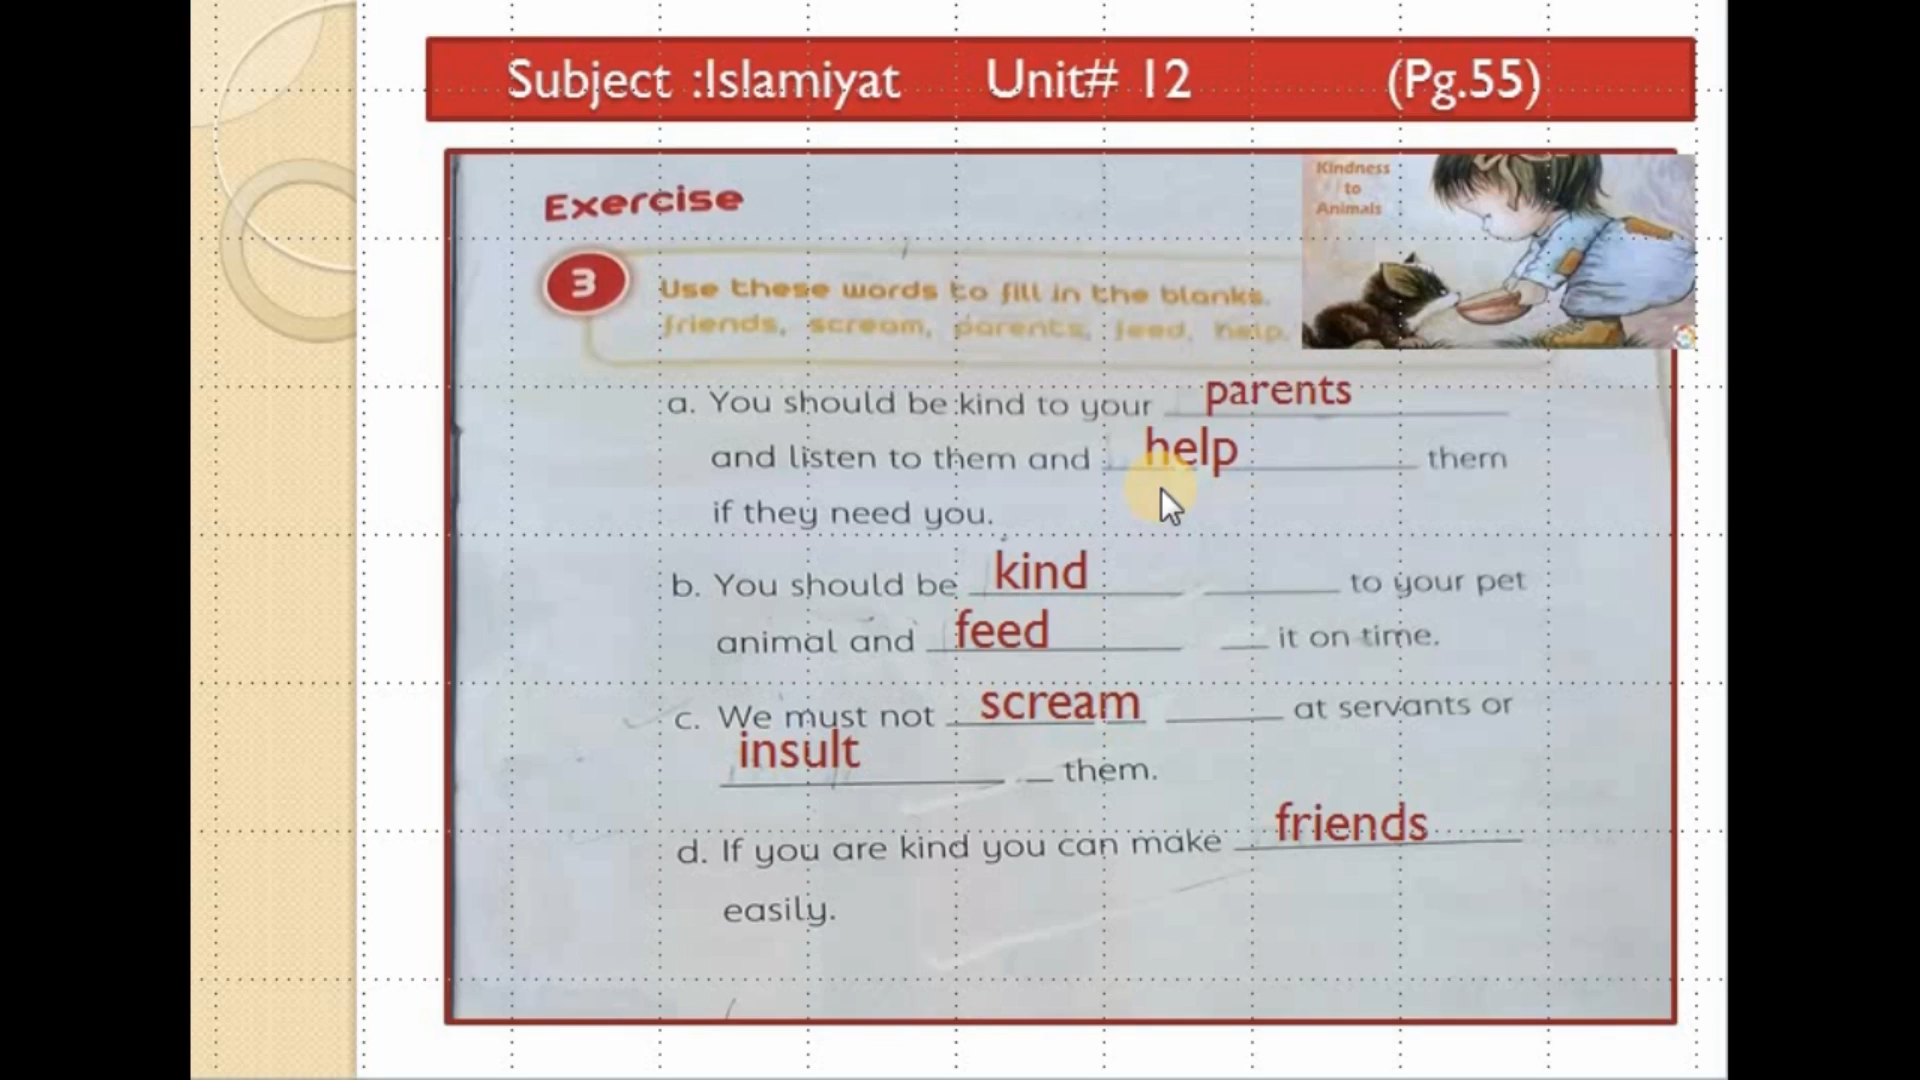 Subject :Islamiyat Unit# 12 (Pg.55)
Kindness
to
Animals
Exercise
3 Use these words to fill in the blanks.
friends, scream, parents, feed, help,
a. You should be kind to your parents
and listen to them and help them
if they need you.
b. You should be kind to your pet
animal and feed it on time.
c. We must not scream at servants or
insult them.
d. If you are kind you can make friends
easily.